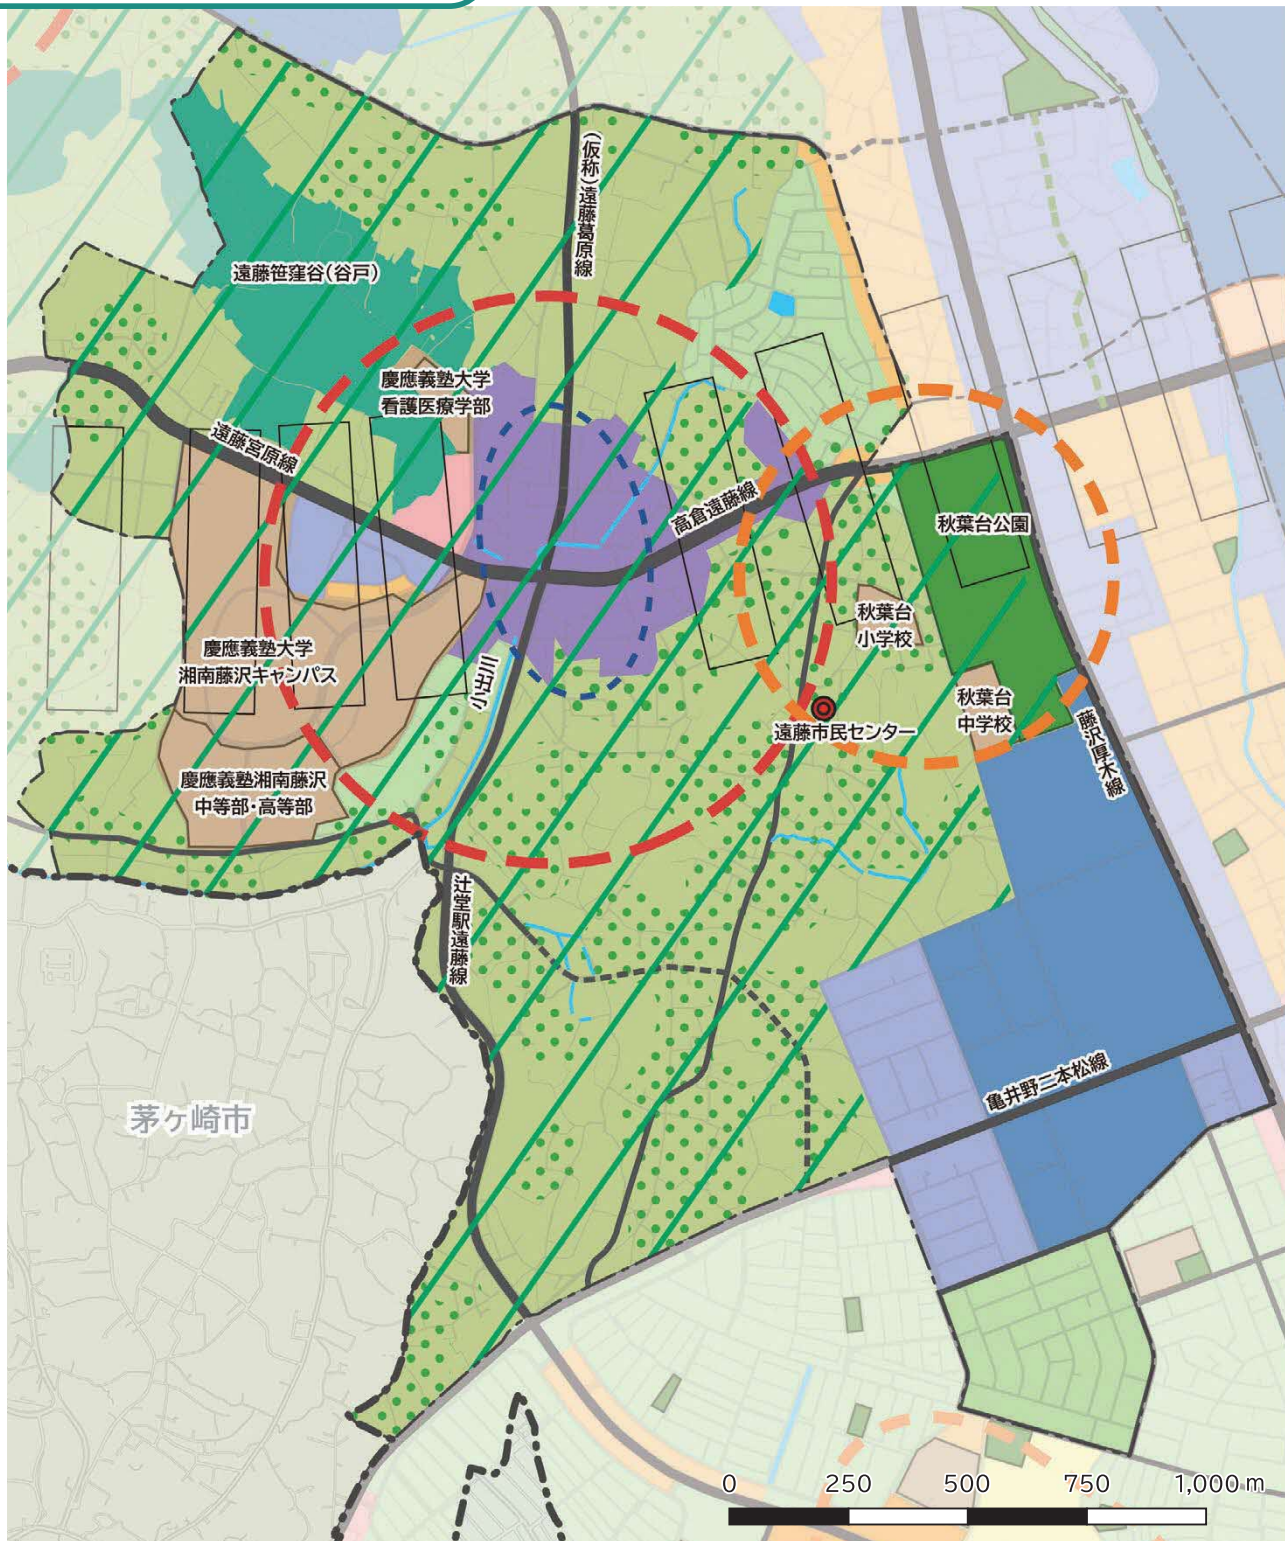 (仮称)遠藤葛原線
遠藤笹窪谷(谷戸)
慶應義塾大学
看護医療学部
遠藤宮原線
高倉遠藤線
秋葉台公園
秋葉台
小学校
慶應義塾大学
湘南藤沢キャンパス
小出川
秋葉台
中学校
遠藤市民センター
藤沢厚木線
慶應義塾湘南藤沢
中等部・高等部
辻堂駅遠藤線
亀井野二本松線
茅ヶ崎市
0 250 500 750 1,000m